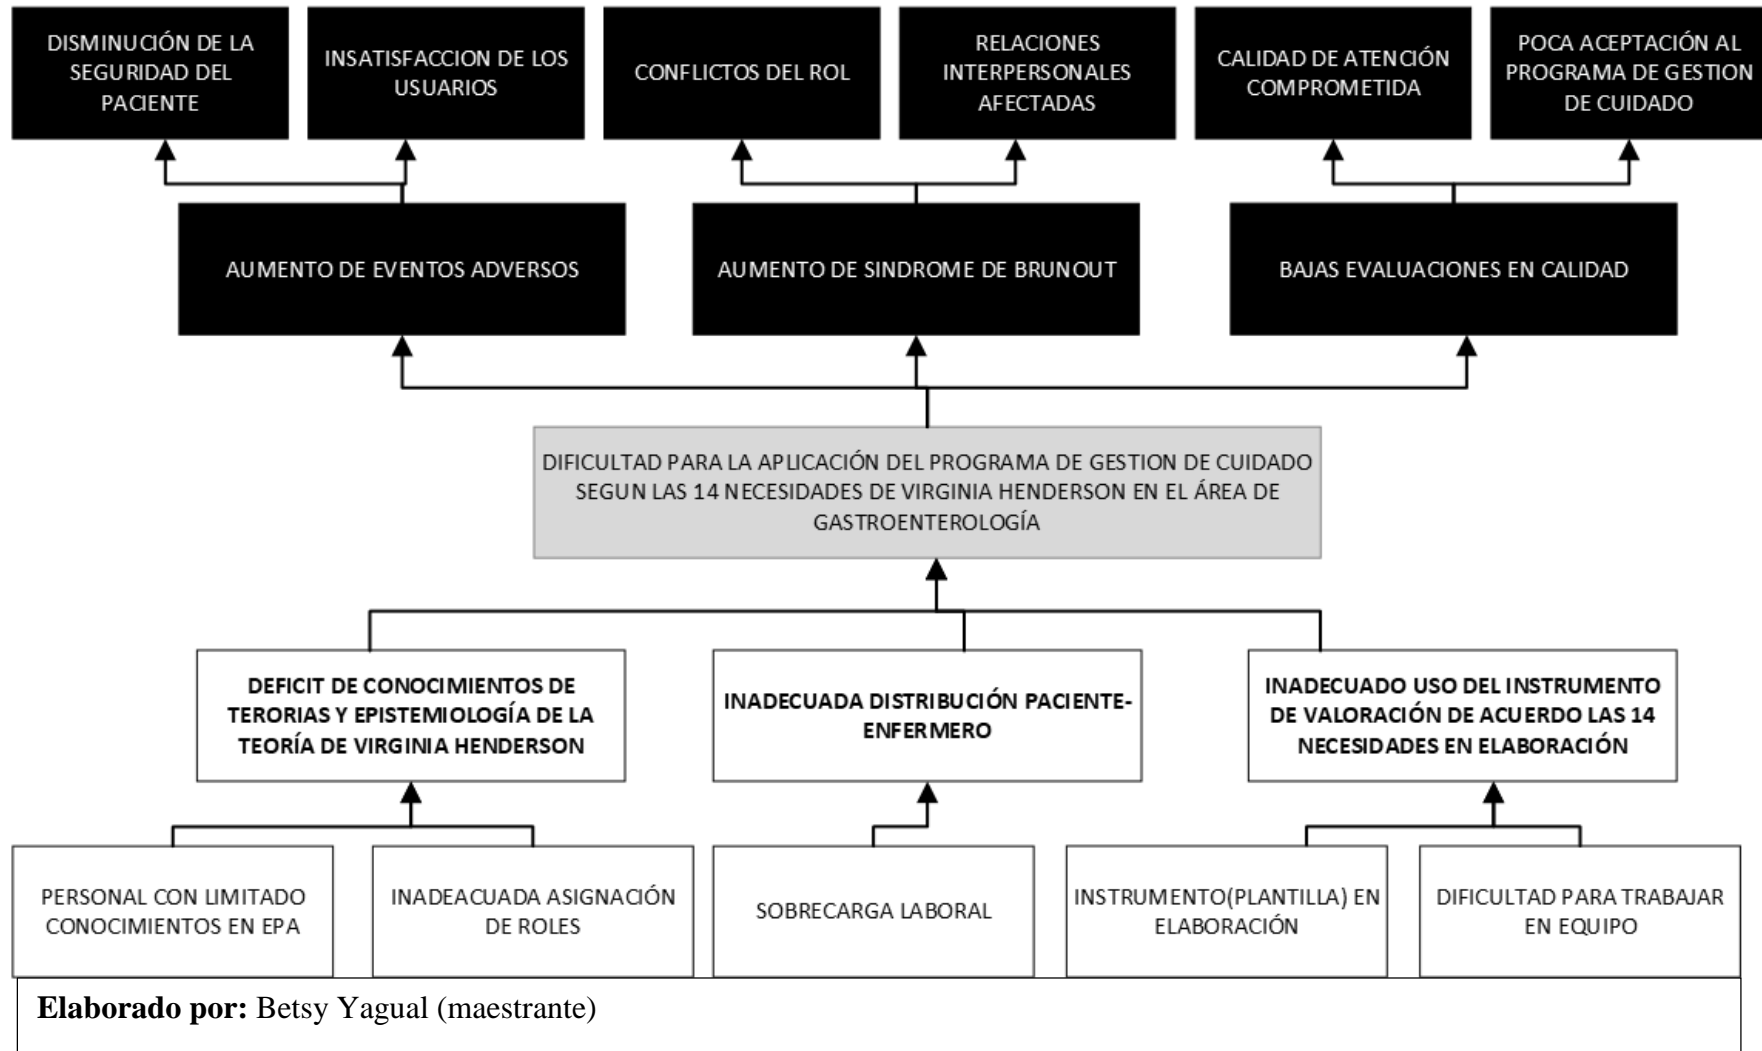 DISMINUCIÓN DE LA
SEGURIDAD DEL
PACIENTE
INSATISFACCION DE LOS
USUARIOS
CONFLICTOS DEL ROL
RELACIONES
INTERPERSONALES
AFECTADAS
CALIDAD DE ATENCIÓN
COMPROMETIDA
POCA ACEPTACIÓN AL
PROGRAMA DE GESTION
DE CUIDADO
AUMENTO DE EVENTOS ADVERSOS
AUMENTO DE SINDROME DE BRUNOUT
BAJAS EVALUACIONES EN CALIDAD
DIFICULTAD PARA LA APLICACIÓN DEL PROGRAMA DE GESTION DE CUIDADO
SEGUN LAS 14 NECESIDADES DE VIRGINIA HENDERSON EN EL ÁREA DE
GASTROENTEROLOGÍA
DEFICIT DE CONOCIMIENTOS DE
TERORIAS Y EPISTEMIOLOGÍA DE LA
TEORÍA DE VIRGINIA HENDERSON
INADECUADA DISTRIBUCIÓN PACIENTE-
ENFERMERO
INADECUADO USO DEL INSTRUMENTO
DE VALORACIÓN DE ACUERDO LAS 14
NECESIDADES EN ELABORACIÓN
PERSONAL CON LIMITADO
CONOCIMIENTOS EN EPA
INADEACUADA ASIGNACIÓN
DE ROLES
SOBRECARGA LABORAL
INSTRUMENTO(PLANTILLA) EN
ELABORACIÓN
DIFICULTAD PARA TRABAJAR
EN EQUIPO
Elaborado por: Betsy Yagual (maestrante)